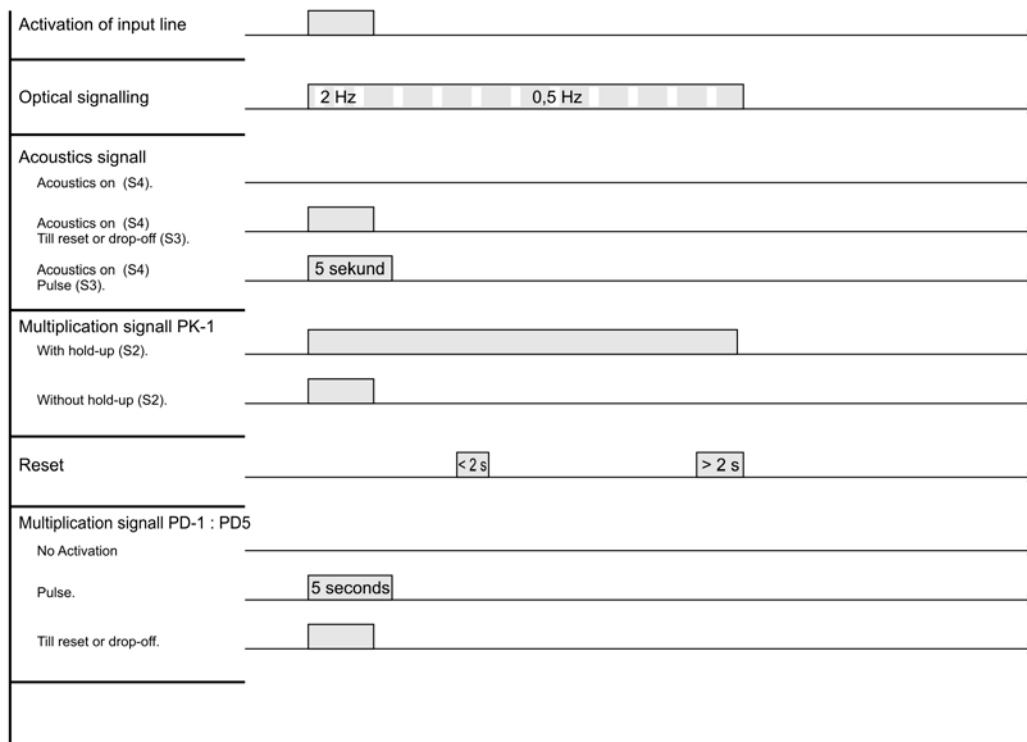 Activation of input line
Optical signalling
2 Hz
0,5 Hz
Acoustics signall
Acoustics on (S4).
Acoustics on (S4)
Till reset or drop-off (S3).
Acoustics on (S4)
Pulse (S3).
5 sekund
Multiplication signall PK-1
With hold-up (S2).
Without hold-up (S2).
Reset
< 2 s
> 2 s
Multiplication signall PD-1 : PD5
No Activation
Pulse.
5 seconds
Till reset or drop-off.